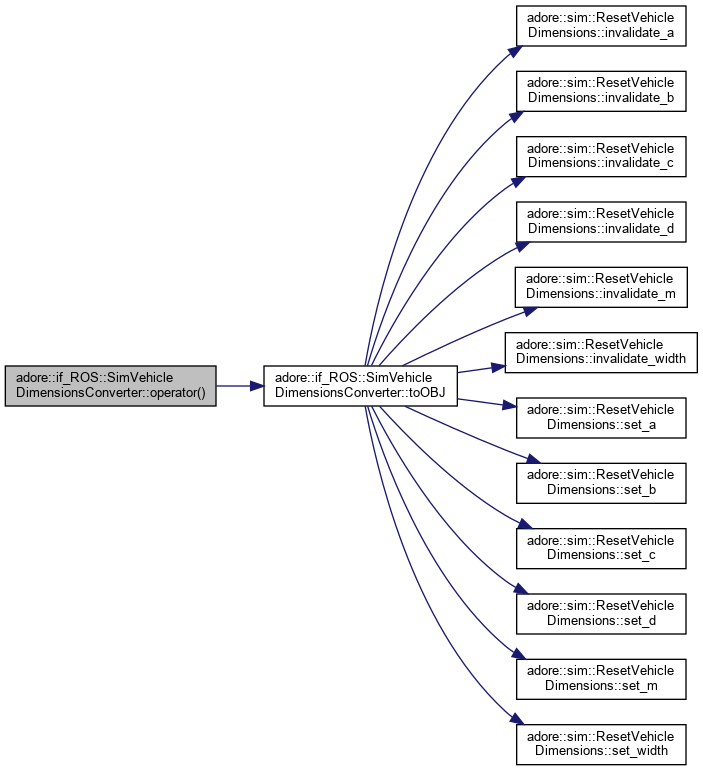 adore::sim::ResetVehicle
Dimensions::invalidate_a
adore::sim::ResetVehicle
Dimensions::invalidate_b
adore::sim::ResetVehicle
Dimensions::invalidate_c
adore::sim::ResetVehicle
Dimensions::invalidate_d
adore::sim::ResetVehicle
Dimensions::invalidate_m
adore::sim::ResetVehicle
Dimensions::invalidate_width
adore::if_ROS::SimVehicle
DimensionsConverter::operator()
adore::if_ROS::SimVehicle
DimensionsConverter::toOBJ
adore::sim::ResetVehicle
Dimensions::set_a
adore::sim::ResetVehicle
Dimensions::set_b
adore::sim::ResetVehicle
Dimensions::set_c
adore::sim::ResetVehicle
Dimensions::set_d
adore::sim::ResetVehicle
Dimensions::set_m
adore::sim::ResetVehicle
Dimensions::set_width